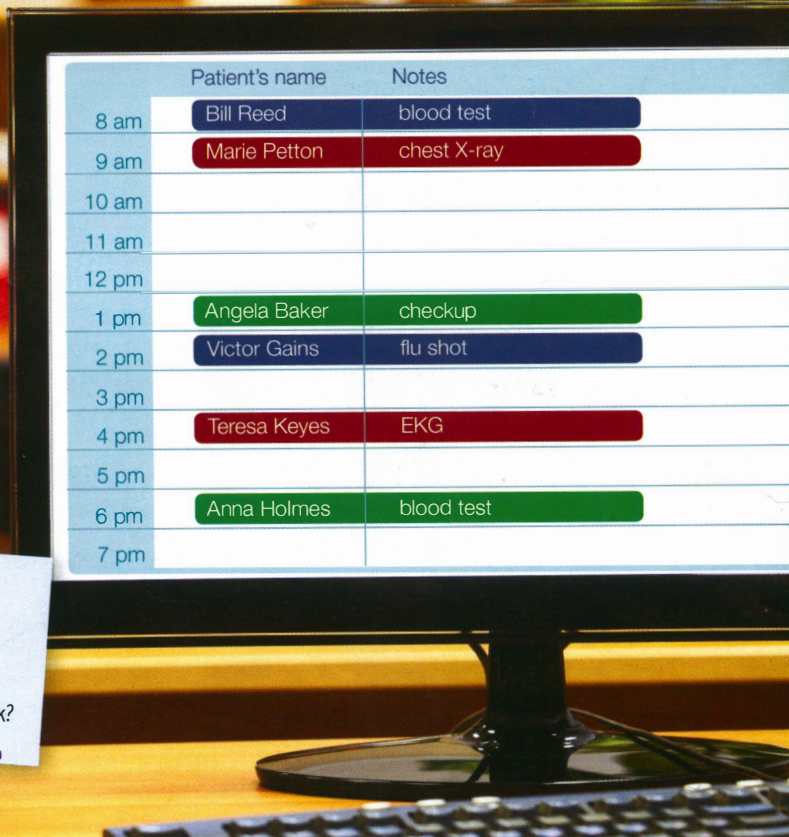 Patient's name Notes
8 am Bill Reed blood test
9 am Marie Petton chest X-ray
10 am
11 am
12 pm
1 pm Angela Baker checkup
2 pm Victor Gains flu shot
3 pm
4 pm Teresa Keyes EKG
5 pm
6 pm Anna Holmes blood test
7 pm